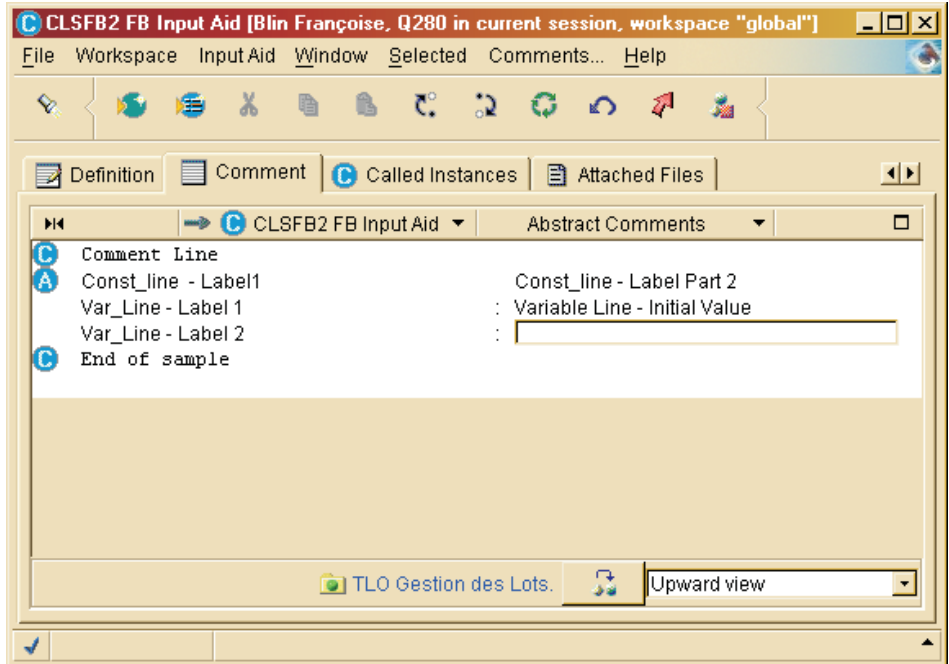 CLSFB2 FB Input Aid [Blin Françoise, Q280 in current session, workspace "global"]
File Workspace Input Aid Window Selected Comments... Help
Definition Comment C Called Instances Attached Files
C CLSFB2 FB Input Aid Abstract Comments
C Comment Line
A Const_line - Label1 Const_line - Label Part 2
Var_Line - Label 1 : Variable Line - Initial Value
Var_Line - Label 2 :
C End of sample
TLO Gestion des Lots. Upward view